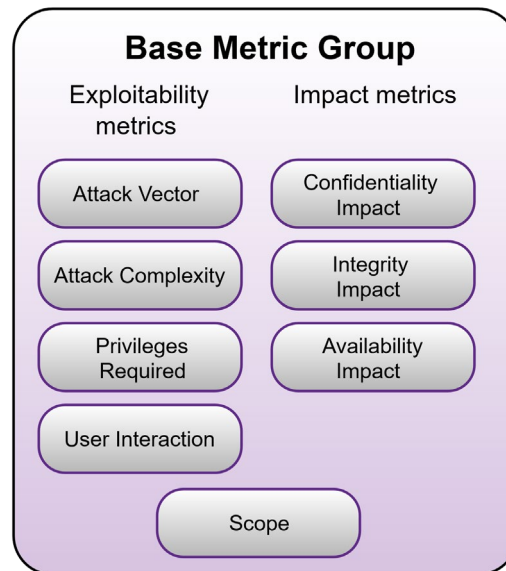 Base Metric Group
Exploitability
metrics
Impact metrics
Attack Vector
Confidentiality
Impact
Attack Complexity
Integrity
Impact
Privileges
Required
Availability
Impact
User Interaction
Scope